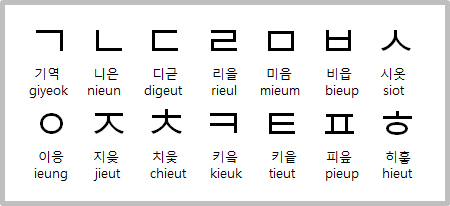 ㄱ ㄴ ㄷ ㄹ ㅁ ㅂ ㅅ
기역 니은 디귿 리을 미음 비읍 시옷
giyeok nieun digeut rieul mieum bieup siot
ㅇ ㅈ ㅊ ㅋ ㅌ ㅍ ㅎ
이응 지읒 치읓 키읔 키읕 피읖 히흫
ieung jieut chieut kieuk tieut pieup hieut